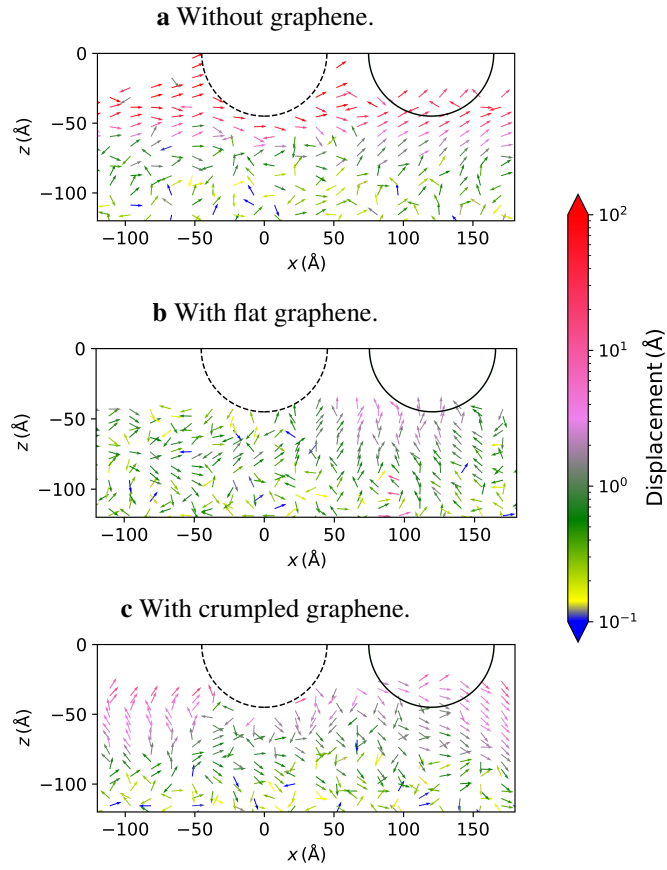 a Without graphene.
0
−50
−100
z (Å)
−100 −50 0 50 100 150
x (Å)
b With flat graphene.
0
−50
−100
z (Å)
−100 −50 0 50 100 150
x (Å)
c With crumpled graphene.
0
−50
−100
z (Å)
−100 −50 0 50 100 150
x (Å)
10²
10¹
10⁰
10⁻¹
Displacement (Å)